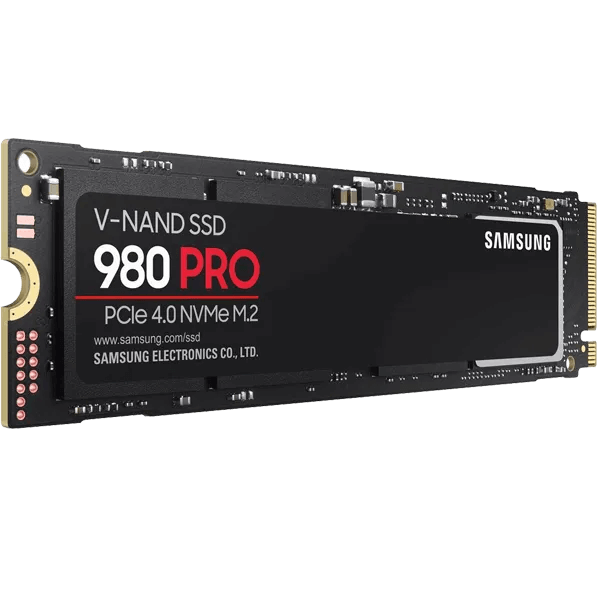 V-NAND SSD
980 PRO
PCIe 4.0 NVMe M.2
www.samsung.com/ssd
SAMSUNG ELECTRONICS CO., LTD.
SAMSUNG